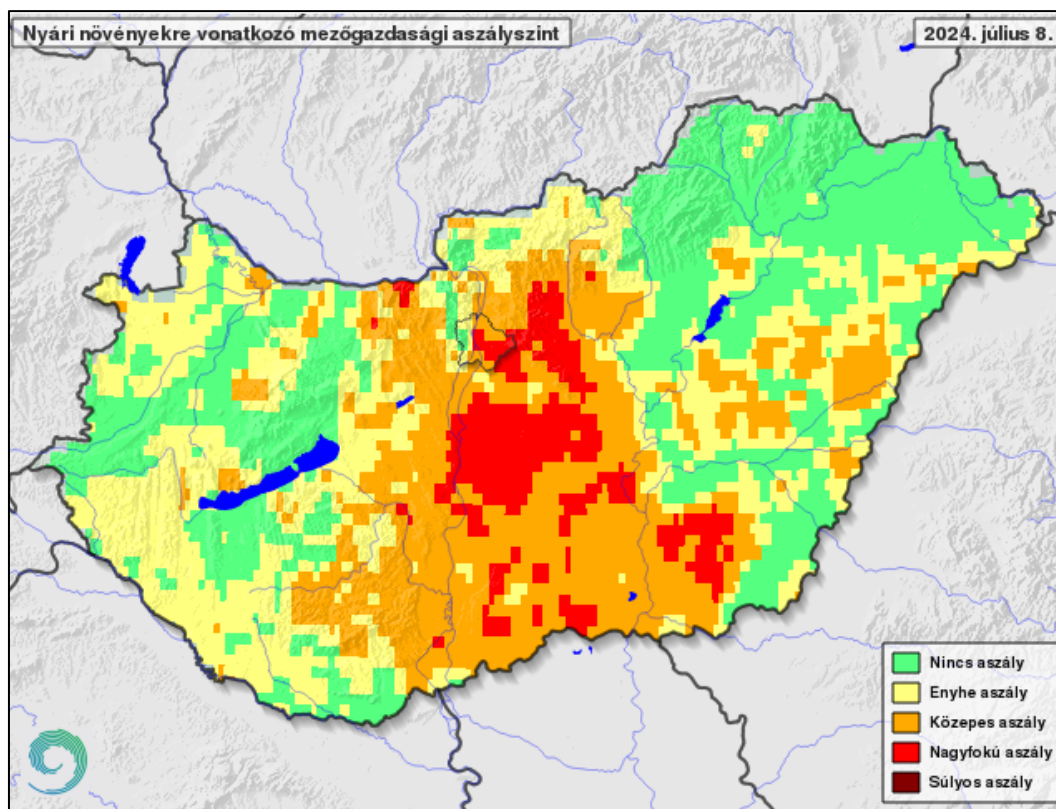 Nyári növényekre vonatkozó mezőgazdasági aszályszint
2024. július 8.
Nincs aszály
Enyhe aszály
Közepes aszály
Nagyfokú aszály
Súlyos aszály